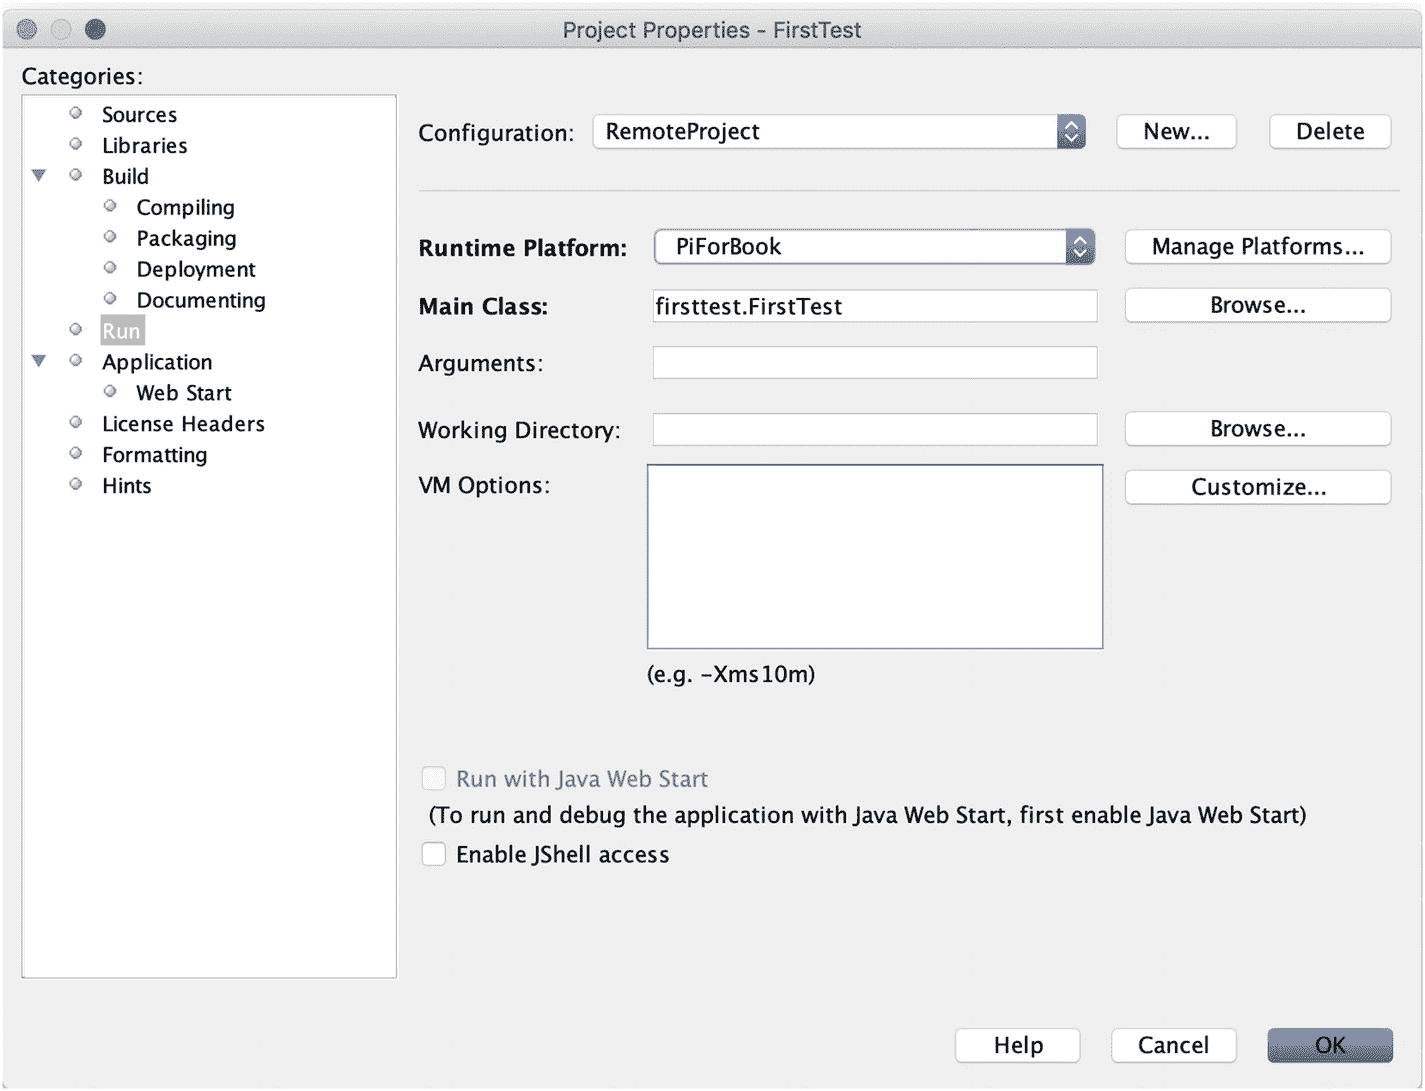 Project Properties - FirstTest
Categories:
Sources
Libraries
Build
Compiling
Packaging
Deployment
Documenting
Run
Application
Web Start
License Headers
Formatting
Hints
Configuration: RemoteProject New... Delete
Runtime Platform: PiForBook Manage Platforms...
Main Class: firsttest.FirstTest Browse...
Arguments:
Working Directory: Browse...
VM Options: Customize...
(e.g. -Xms10m)
Run with Java Web Start
(To run and debug the application with Java Web Start, first enable Java Web Start)
Enable JShell access
Help Cancel OK